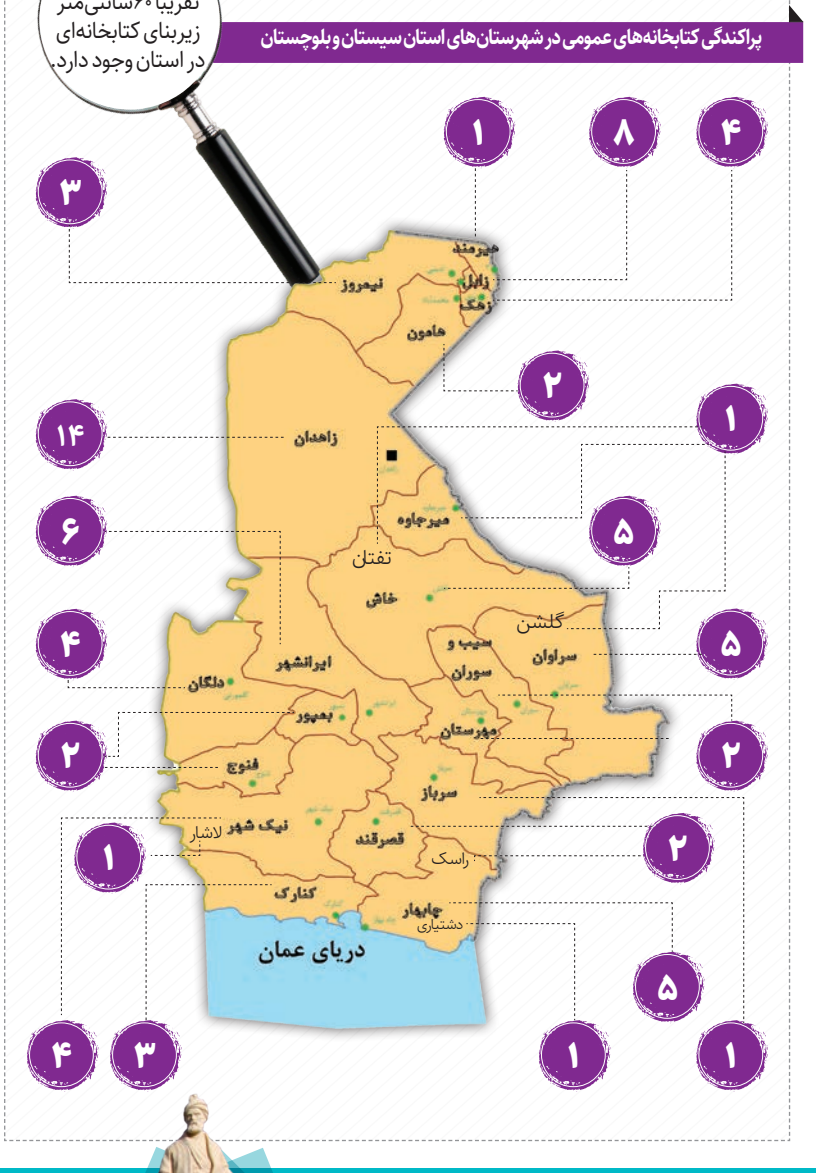 تقریبا ۶۰ سانتی‌متر
زیربنای کتابخانه‌ای
در استان وجود دارد.
پراکندگی کتابخانه‌های عمومی در شهرستان‌های استان سیستان و بلوچستان
۱
۸
۴
۳
هیرمند
زابل
زهک
نیمروز
هامون
۲
۱
۱۴
زاهدان
زاهدان
میرجاوه
۶
۵
تفتن
خاش
گلشن
۴
۵
سیب و
سوران
سراوان
ایرانشهر
دلگان
بمپور
مهرستان
۲
۲
فنوج
سرباز
نیک شهر
لاشار
قصرقند
۱
۲
راسک
کنارک
چابهار
دشتیاری
دریای عمان
۵
۴
۳
۱
۱